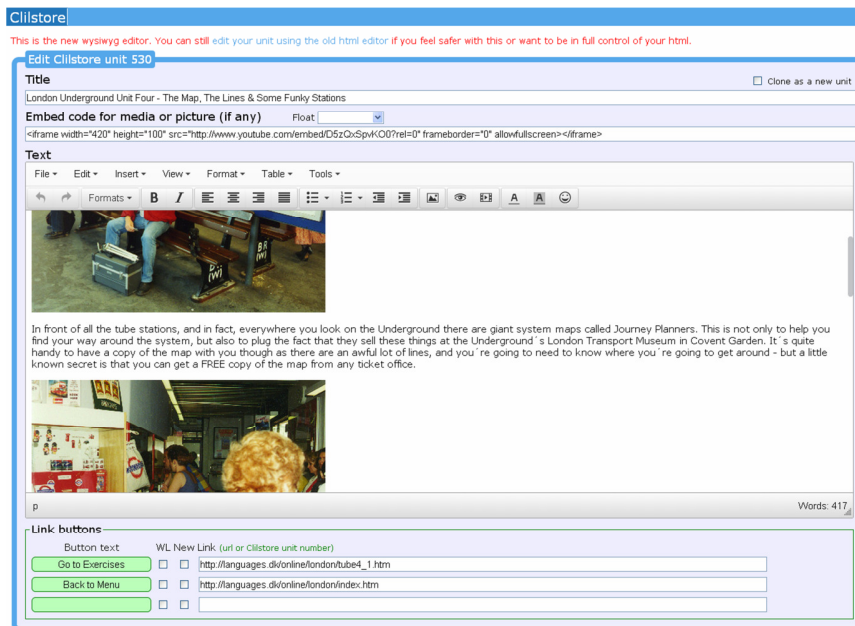 Clilstore
This is the new wysiwyg editor. You can still edit your unit using the old html editor if you feel safer with this or want to be in full control of your html.
Edit Clilstore unit 530
Title
Clone as a new unit
London Underground Unit Four - The Map, The Lines & Some Funky Stations
Embed code for media or picture (if any) Float
<iframe width="420" height="100" src="http://www.youtube.com/embed/D5zQxSpvKO0?rel=0" frameborder="0" allowfullscreen></iframe>
Text
File Edit Insert View Format Table Tools
Formats B I A A
BR
(W)
In front of all the tube stations, and in fact, everywhere you look on the Underground there are giant system maps called Journey Planners. This is not only to help you
find your way around the system, but also to plug the fact that they sell these things at the Underground´s London Transport Museum in Covent Garden. It´s quite
handy to have a copy of the map with you though as there are an awful lot of lines, and you´re going to need to know where you´re going to get around - but a little
known secret is that you can get a FREE copy of the map from any ticket office.
p Words: 417
Link buttons
Button text WL New Link (url or Clilstore unit number)
Go to Exercises http://languages.dk/online/london/tube4_1.htm
Back to Menu http://languages.dk/online/london/index.htm